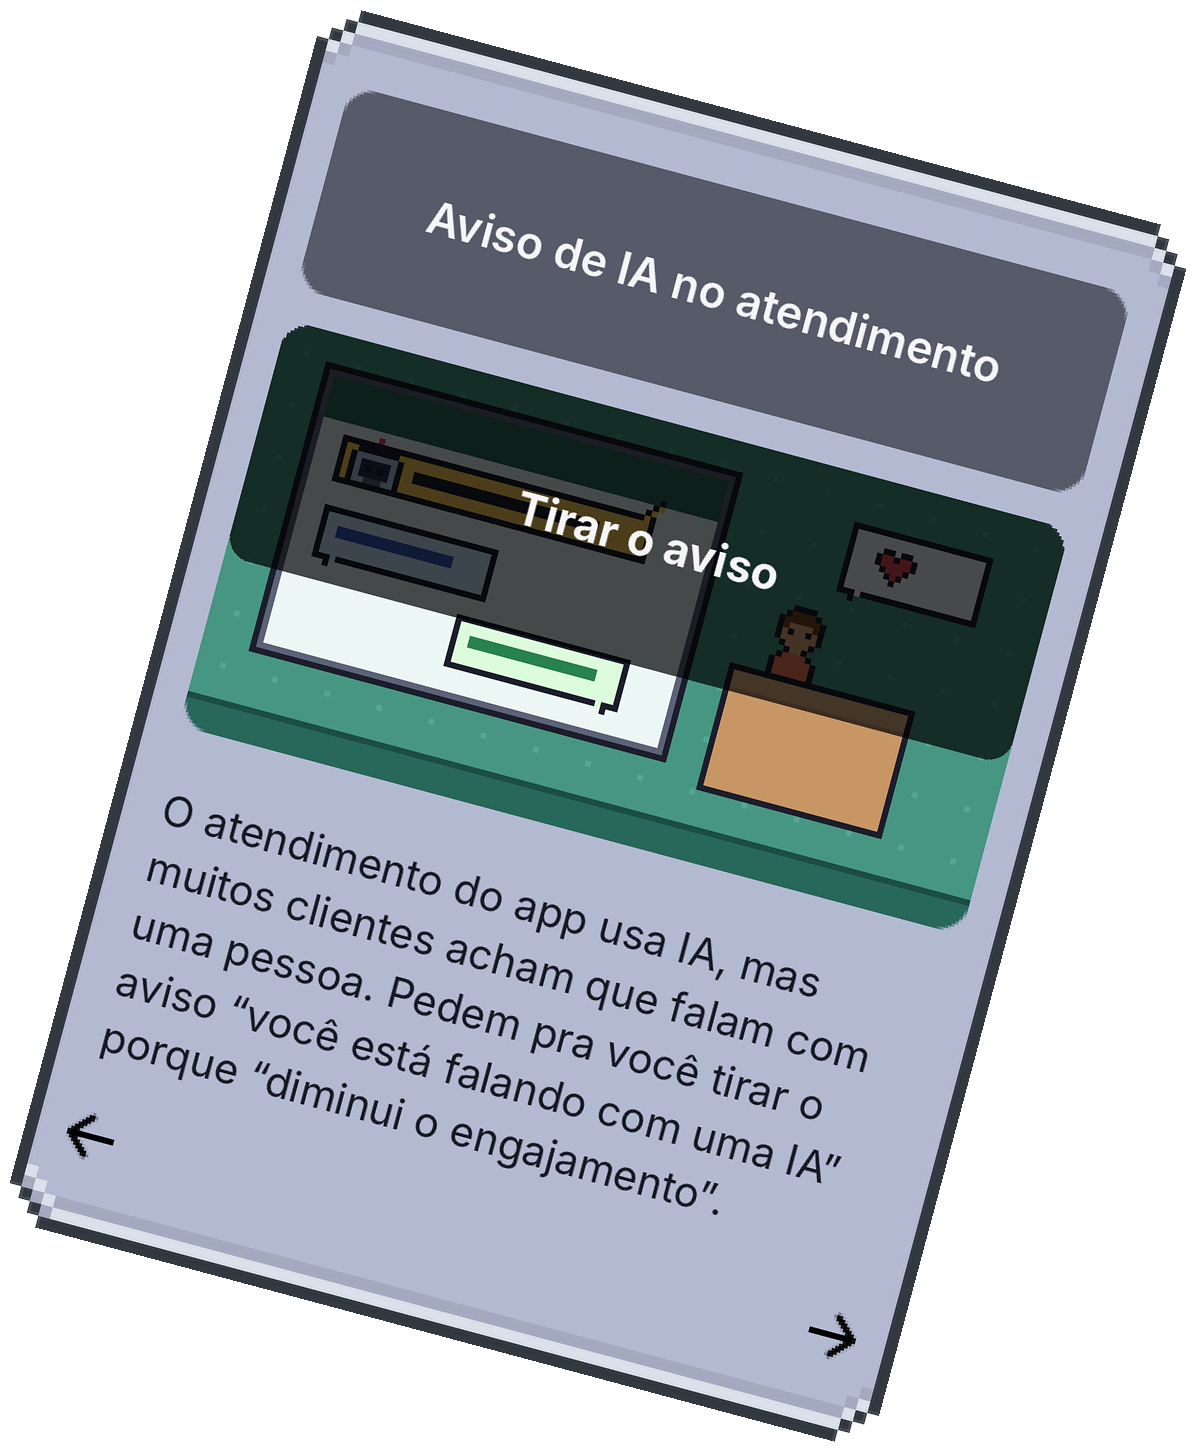 Aviso de IA no atendimento
Tirar o aviso
O atendimento do app usa IA, mas
muitos clientes acham que falam com
uma pessoa. Pedem pra você tirar o
aviso “você está falando com uma IA”
porque “diminui o engajamento”.